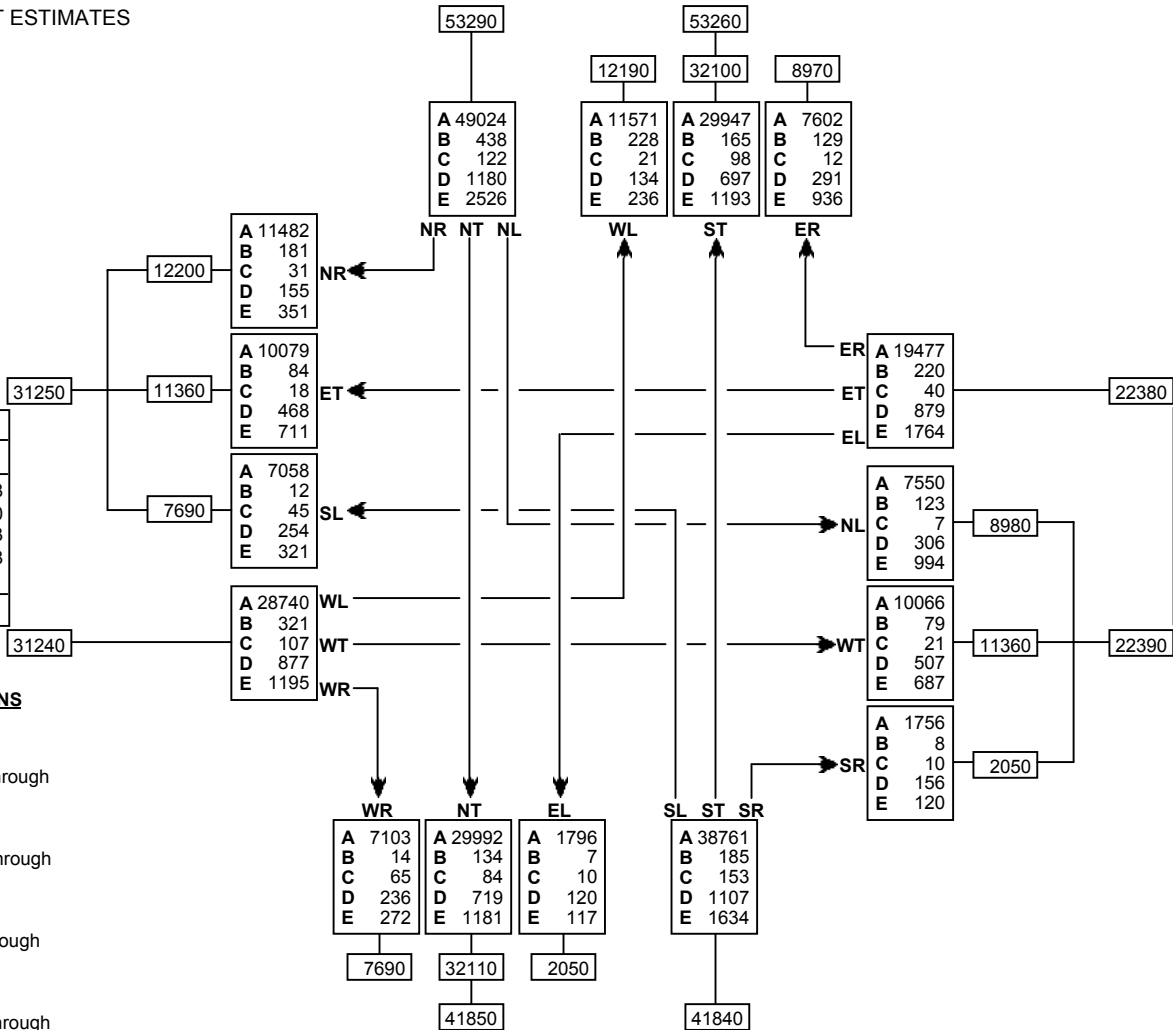 T ESTIMATES
53290
53260
12190
32100
8970
A 49024
B 438
C 122
D 1180
E 2526
A 11571
B 228
C 21
D 134
E 236
A 29947
B 165
C 98
D 697
E 1193
A 7602
B 129
C 12
D 291
E 936
NR NT NL
WL
ST
ER
12200
A 11482
B 181
C 31
D 155
E 351
NR
31250
11360
A 10079
B 84
C 18
D 468
E 711
ET
7690
A 7058
B 12
C 45
D 254
E 321
SL
ER
ET
EL
A 19477
B 220
C 40
D 879
E 1764
22380
NL
A 7550
B 123
C 7
D 306
E 994
8980
31240
A 28740
B 321
C 107
D 877
E 1195
WL
WT
WR
WT
A 10066
B 79
C 21
D 507
E 687
11360
22390
SR
A 1756
B 8
C 10
D 156
E 120
2050
NS
rough
rough
ough
rough
WR
NT
EL
SL ST SR
A 7103
B 14
C 65
D 236
E 272
A 29992
B 134
C 84
D 719
E 1181
A 1796
B 7
C 10
D 120
E 117
A 38761
B 185
C 153
D 1107
E 1634
7690
32110
2050
41850
41840